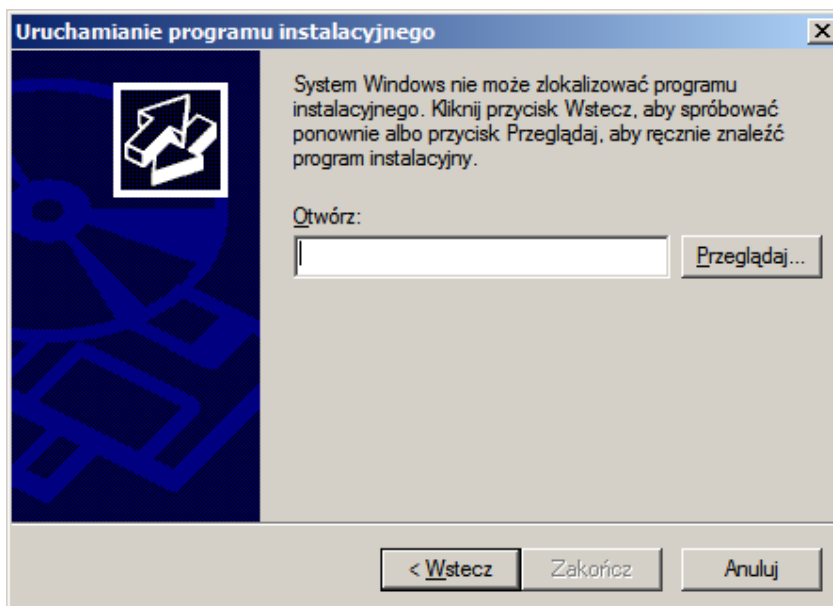 Uruchamianie programu instalacyjnego
System Windows nie może zlokalizować programu
instalacyjnego. Kliknij przycisk Wstecz, aby spróbować
ponownie albo przycisk Przeglądaj, aby ręcznie znaleźć
program instalacyjny.
Otwórz:
Przeglądaj...
< Wstecz
Zakończ
Anuluj